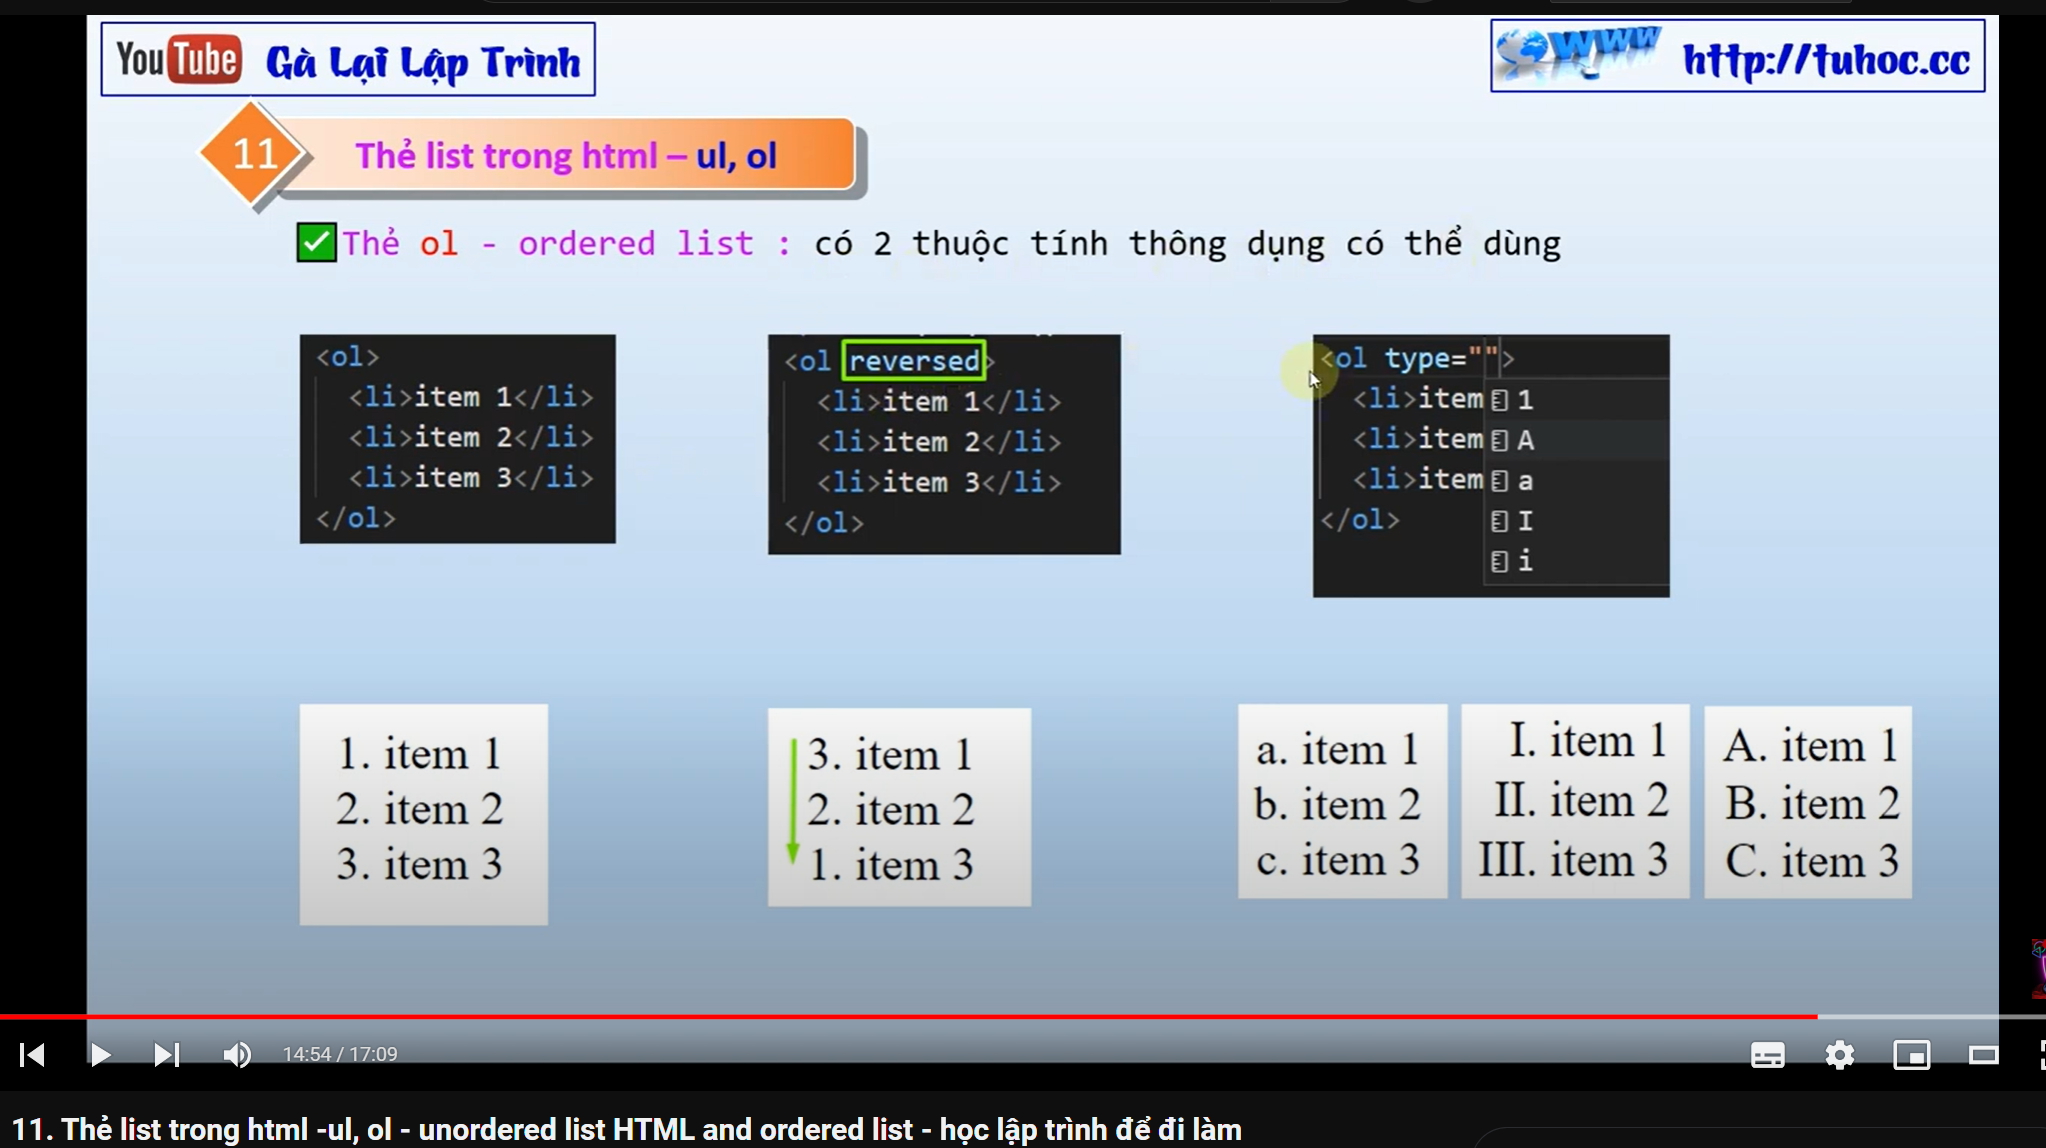 YouTube Gà Lại Lập Trình
WWW http://tuhoc.cc
11 Thẻ list trong html – ul, ol
Thẻ ol - ordered list : có 2 thuộc tính thông dụng có thể dùng
<ol>
<li>item 1</li>
<li>item 2</li>
<li>item 3</li>
</ol>
<ol reversed>
<li>item 1</li>
<li>item 2</li>
<li>item 3</li>
</ol>
<ol type="">
<li>item 1
<li>item A
<li>item a
</ol> I
i
1. item 1
2. item 2
3. item 3
3. item 1
2. item 2
1. item 3
a. item 1
b. item 2
c. item 3
I. item 1
II. item 2
III. item 3
A. item 1
B. item 2
C. item 3
14:54 / 17:09
11. Thẻ list trong html -ul, ol - unordered list HTML and ordered list - học lập trình để đi làm